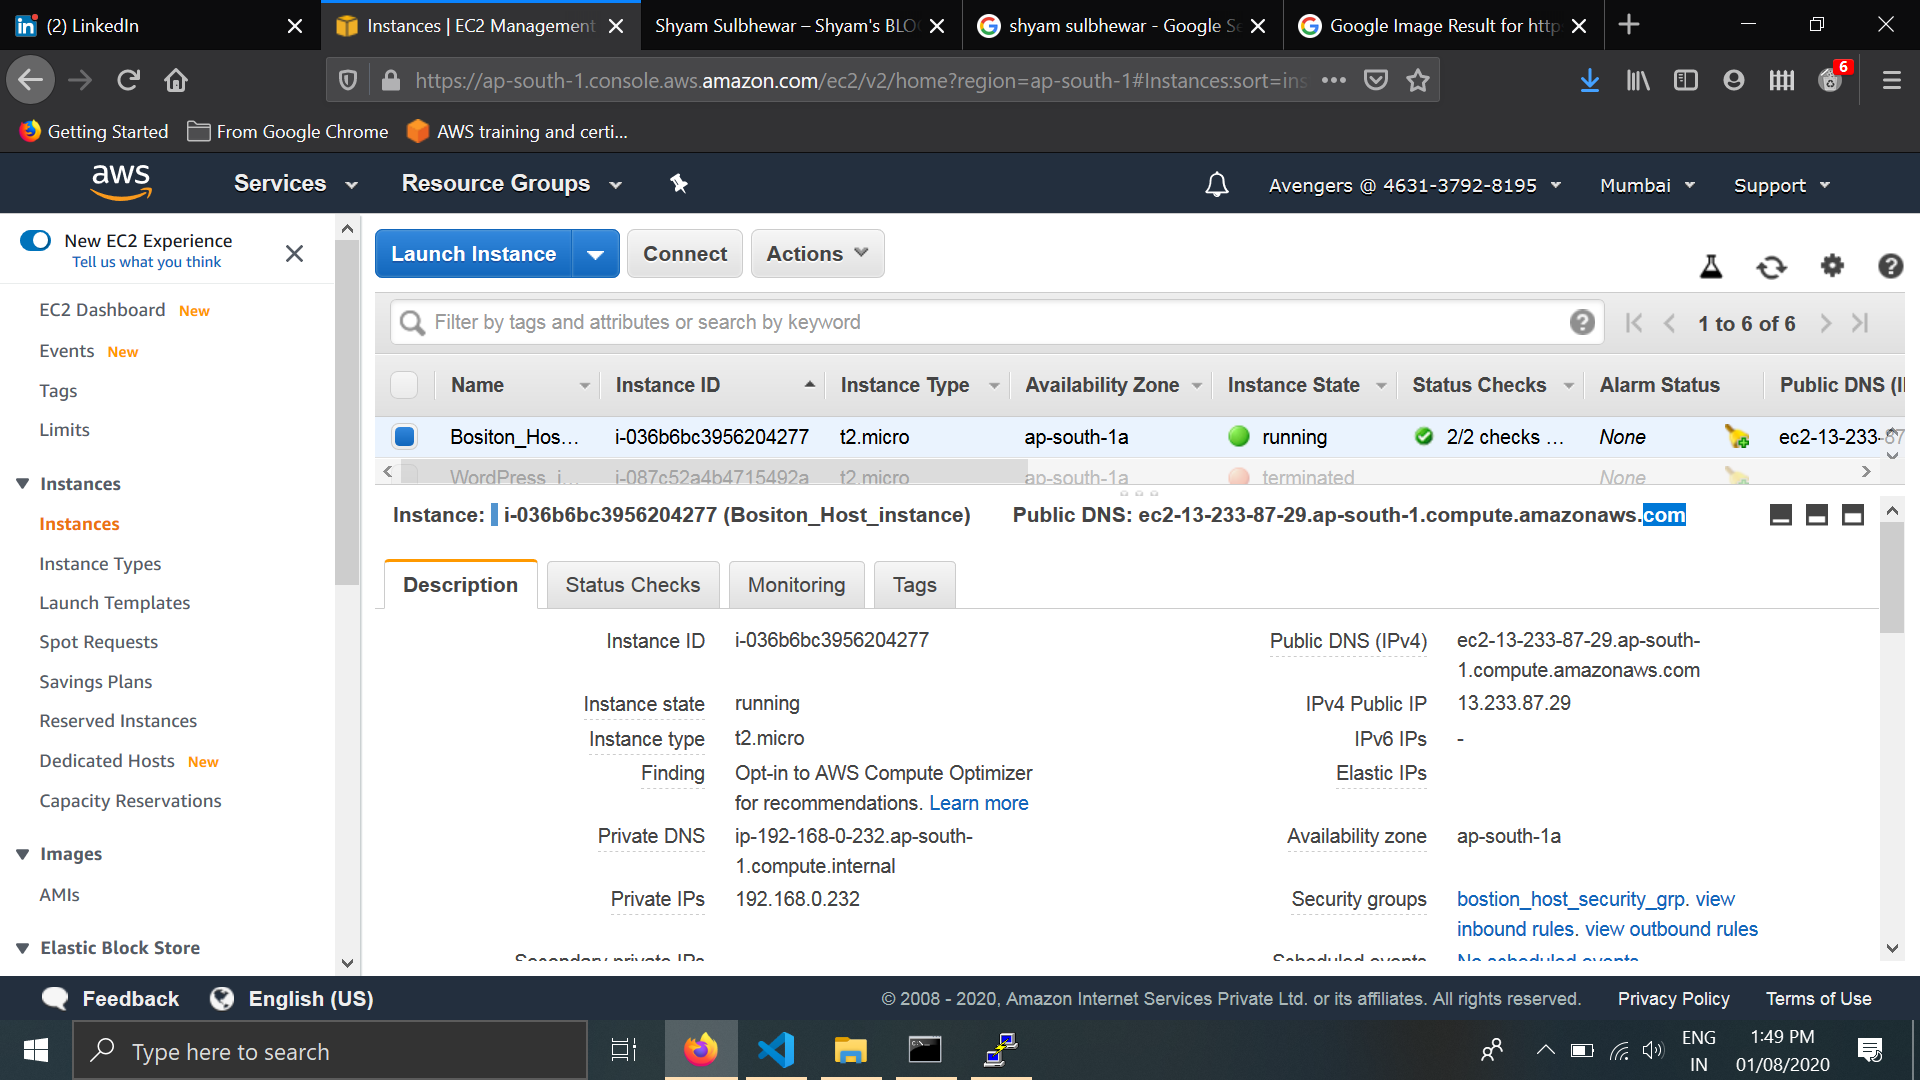 (2) LinkedIn
Instances | EC2 Management
Shyam Sulbhewar – Shyam's BLO
shyam sulbhewar - Google Se
Google Image Result for http
https://ap-south-1.console.aws.amazon.com/ec2/v2/home?region=ap-south-1#Instances:sort=ins
6
Getting Started
From Google Chrome
AWS training and certi...
aws
Services
Resource Groups
Avengers @ 4631-3792-8195
Mumbai
Support
New EC2 Experience
Tell us what you think
EC2 Dashboard New
Events New
Tags
Limits
Instances
Instances
Instance Types
Launch Templates
Spot Requests
Savings Plans
Reserved Instances
Dedicated Hosts New
Capacity Reservations
Images
AMIs
Elastic Block Store
Launch Instance
Connect
Actions
Filter by tags and attributes or search by keyword
1 to 6 of 6
Name Instance ID Instance Type Availability Zone Instance State Status Checks Alarm Status Public DNS (I
Bositon_Hos... i-036b6bc3956204277 t2.micro ap-south-1a running 2/2 checks ... None ec2-13-233-87
WordPress_i... i-087c52a4b4715492a t2.micro ap-south-1a terminated None
Instance: i-036b6bc3956204277 (Bositon_Host_instance) Public DNS: ec2-13-233-87-29.ap-south-1.compute.amazonaws.com
Description Status Checks Monitoring Tags
Instance ID i-036b6bc3956204277
Instance state running
Instance type t2.micro
Finding Opt-in to AWS Compute Optimizer
for recommendations. Learn more
Private DNS ip-192-168-0-232.ap-south-
1.compute.internal
Private IPs 192.168.0.232
Secondary private IPs
Public DNS (IPv4) ec2-13-233-87-29.ap-south-
1.compute.amazonaws.com
IPv4 Public IP 13.233.87.29
IPv6 IPs -
Elastic IPs
Availability zone ap-south-1a
Security groups bostion_host_security_grp. view
inbound rules. view outbound rules
Scheduled events No scheduled events
Feedback
English (US)
© 2008 - 2020, Amazon Internet Services Private Ltd. or its affiliates. All rights reserved.
Privacy Policy
Terms of Use
Type here to search
ENG
IN
1:49 PM
01/08/2020